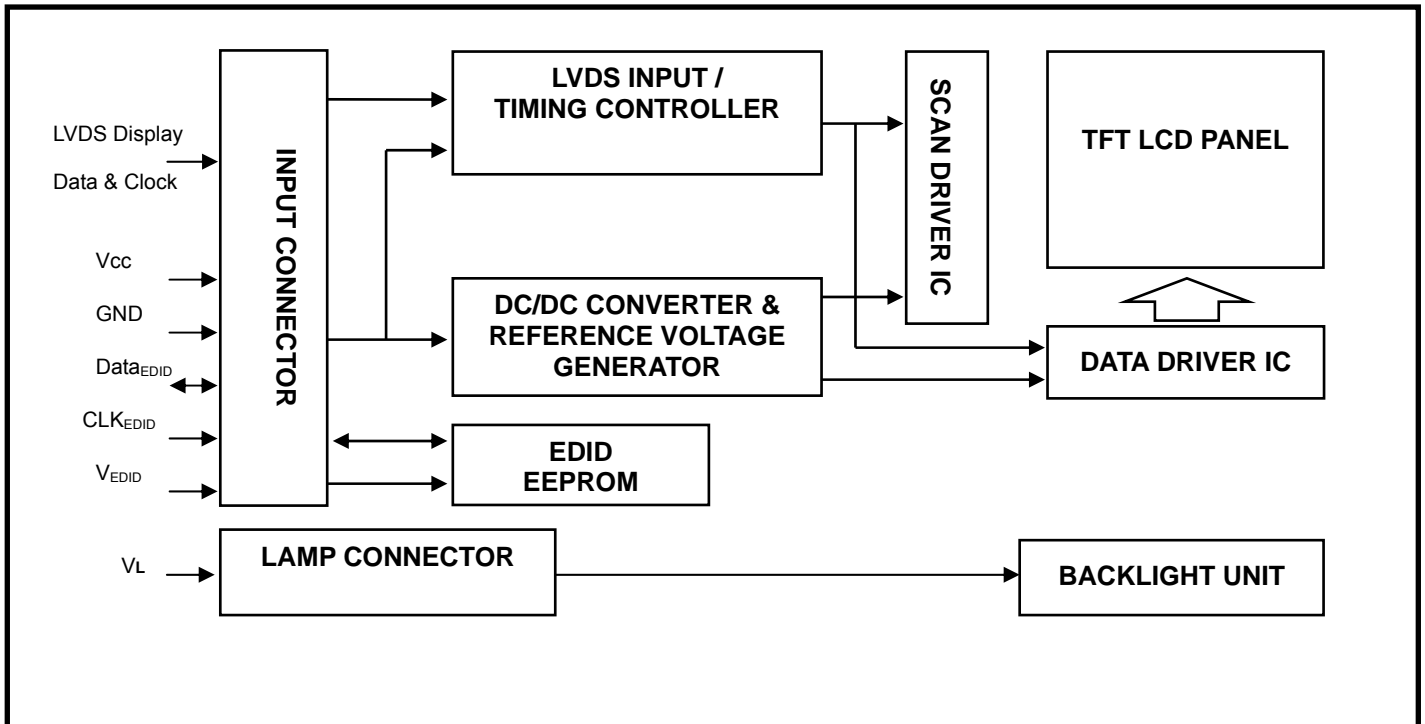 LVDS Display
Data & Clock
Vcc
GND
DataEDID
CLKEDID
VEDID
VL
INPUT CONNECTOR
LVDS INPUT /
TIMING CONTROLLER
DC/DC CONVERTER &
REFERENCE VOLTAGE
GENERATOR
EDID
EEPROM
LAMP CONNECTOR
SCAN DRIVER IC
TFT LCD PANEL
DATA DRIVER IC
BACKLIGHT UNIT